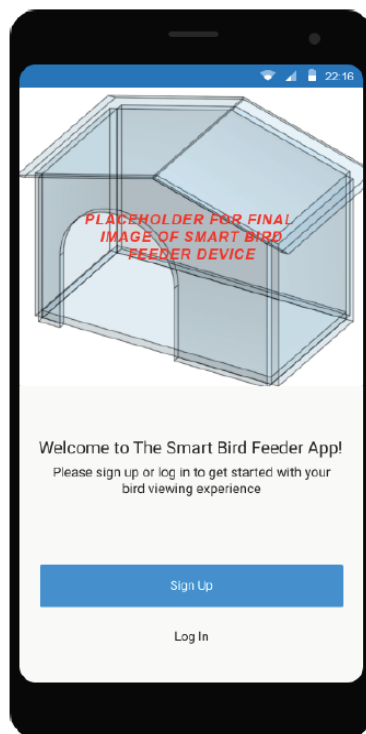 22:16
PLACEHOLDER FOR FINAL
IMAGE OF SMART BIRD
FEEDER DEVICE
Welcome to The Smart Bird Feeder App!
Please sign up or log in to get started with your
bird viewing experience
Sign Up
Log In